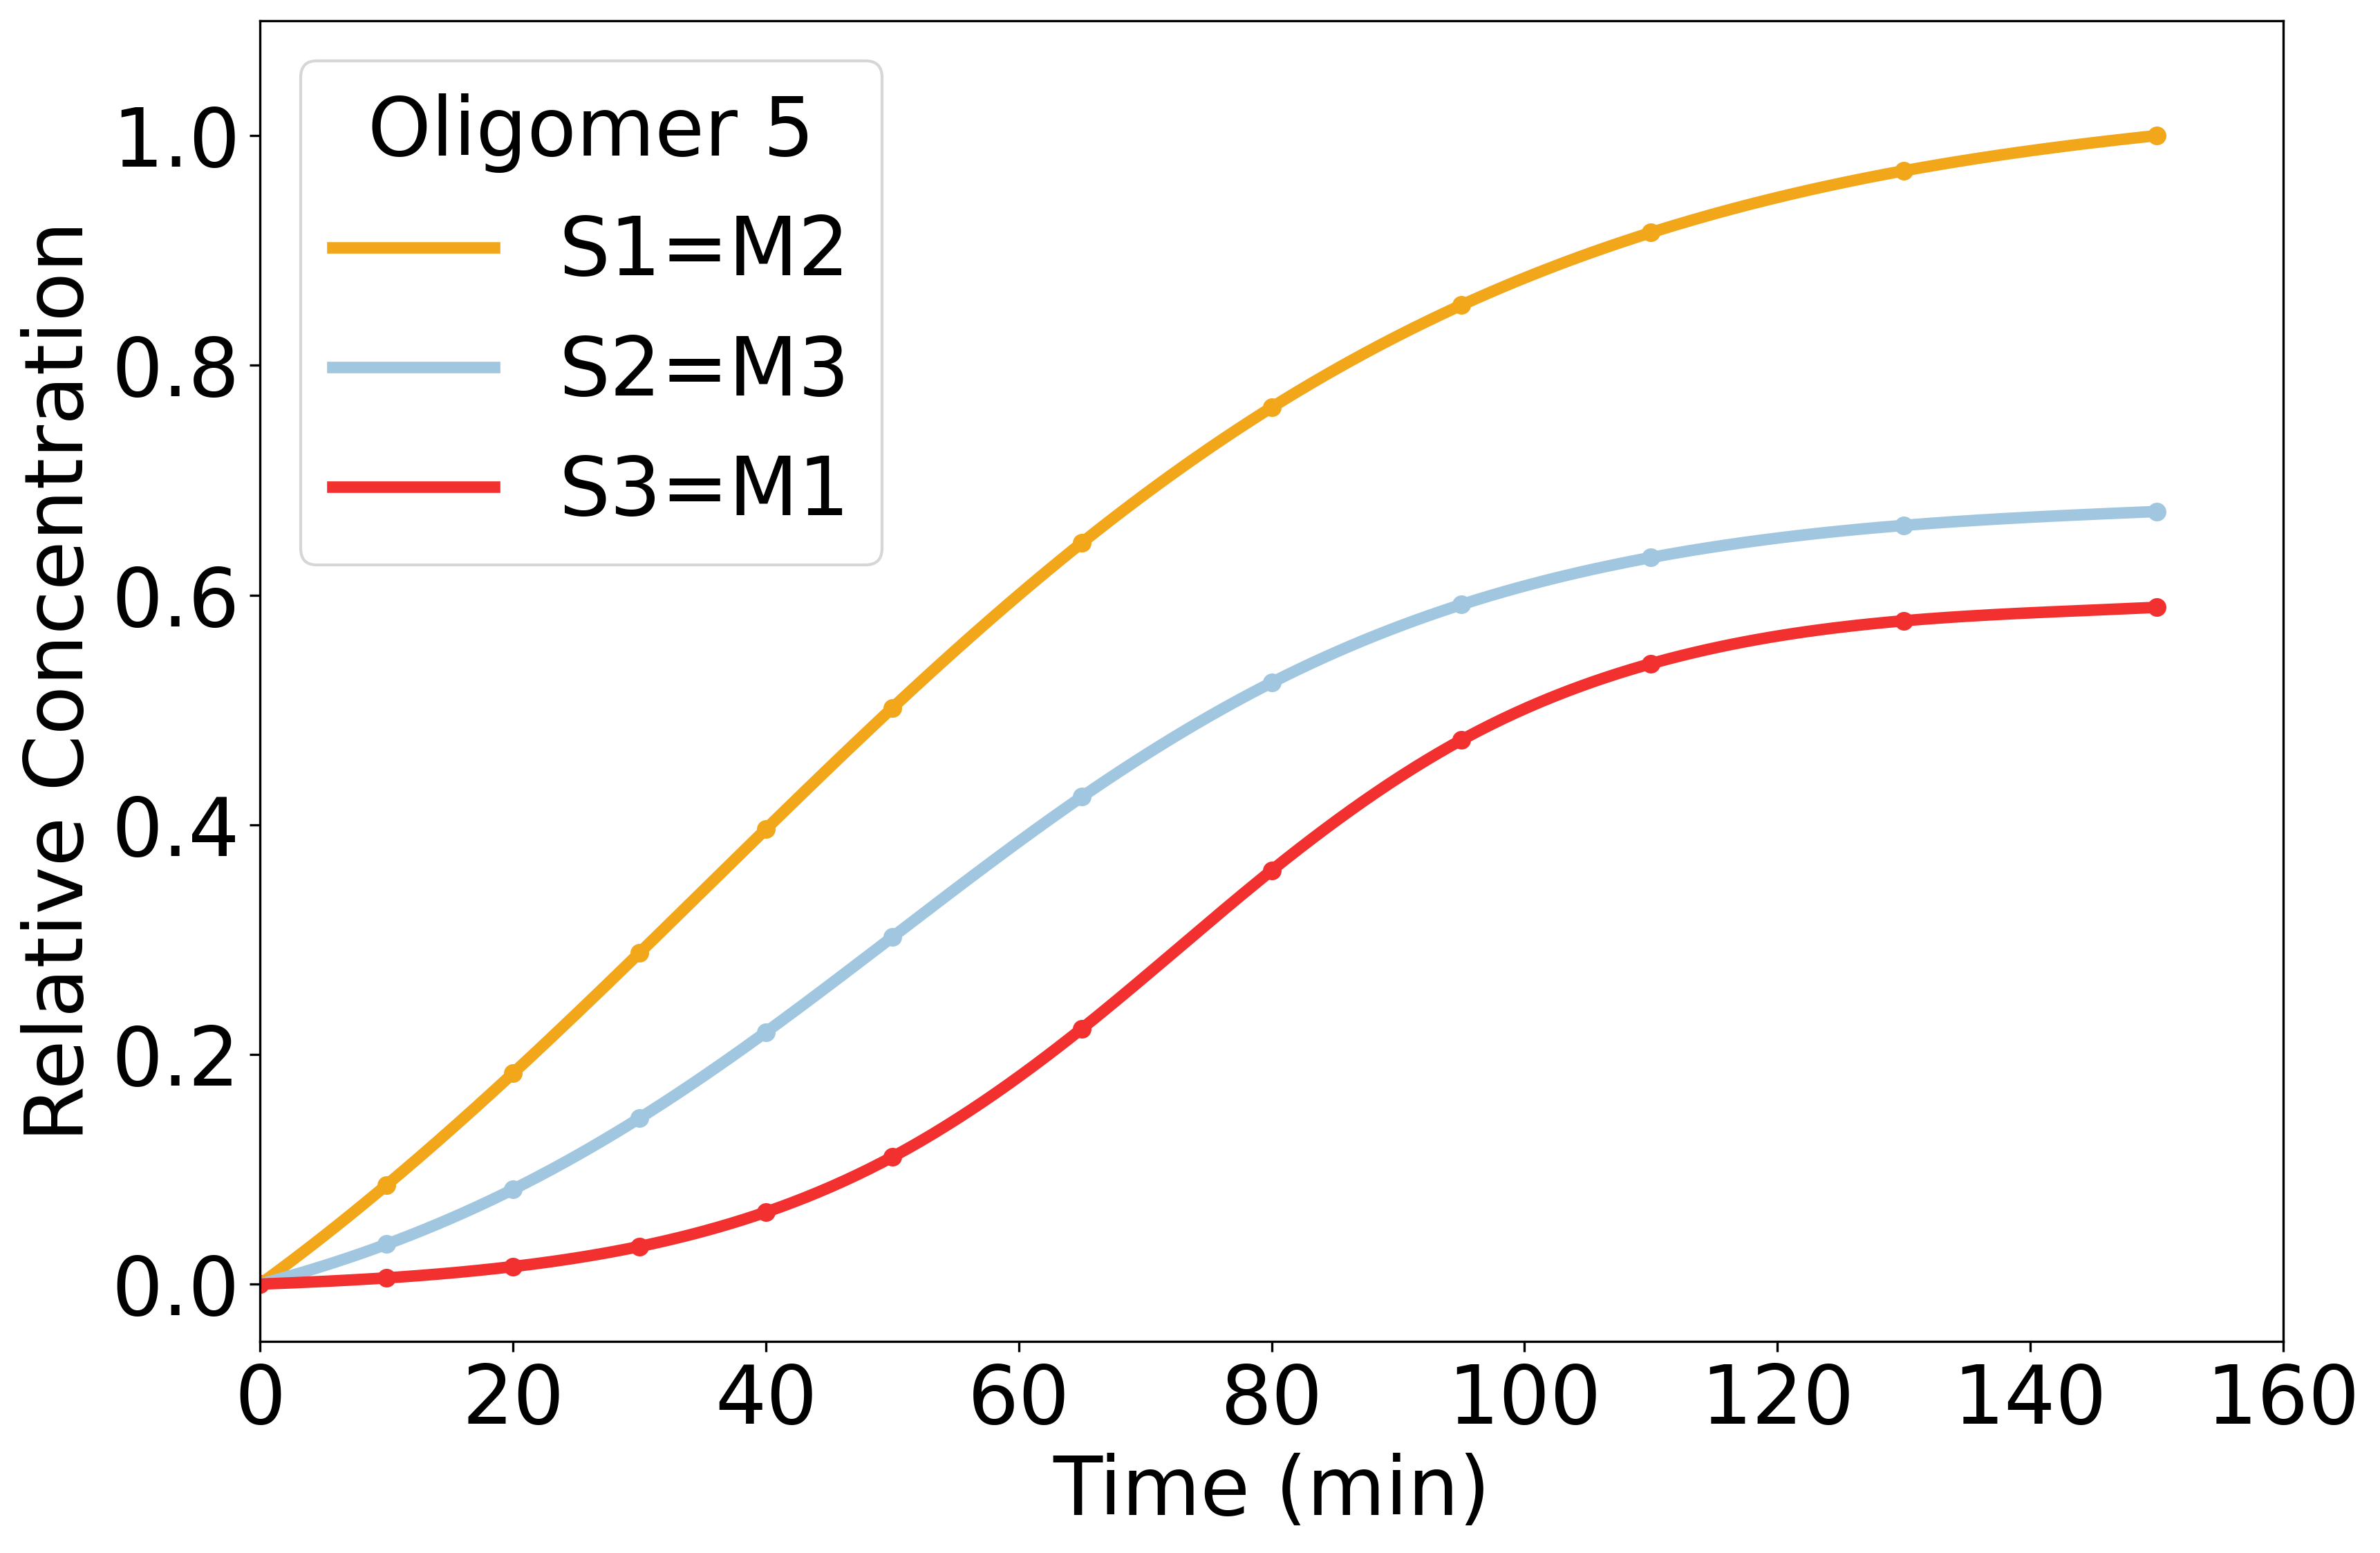 Oligomer 5
S1=M2
S2=M3
S3=M1
Relative Concentration
1.0
0.8
0.6
0.4
0.2
0.0
0 20 40 60 80 100 120 140 160
Time (min)